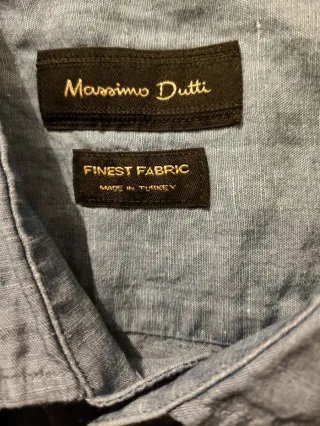 Massimo Dutti
FINEST FABRIC
MADE IN TURKEY